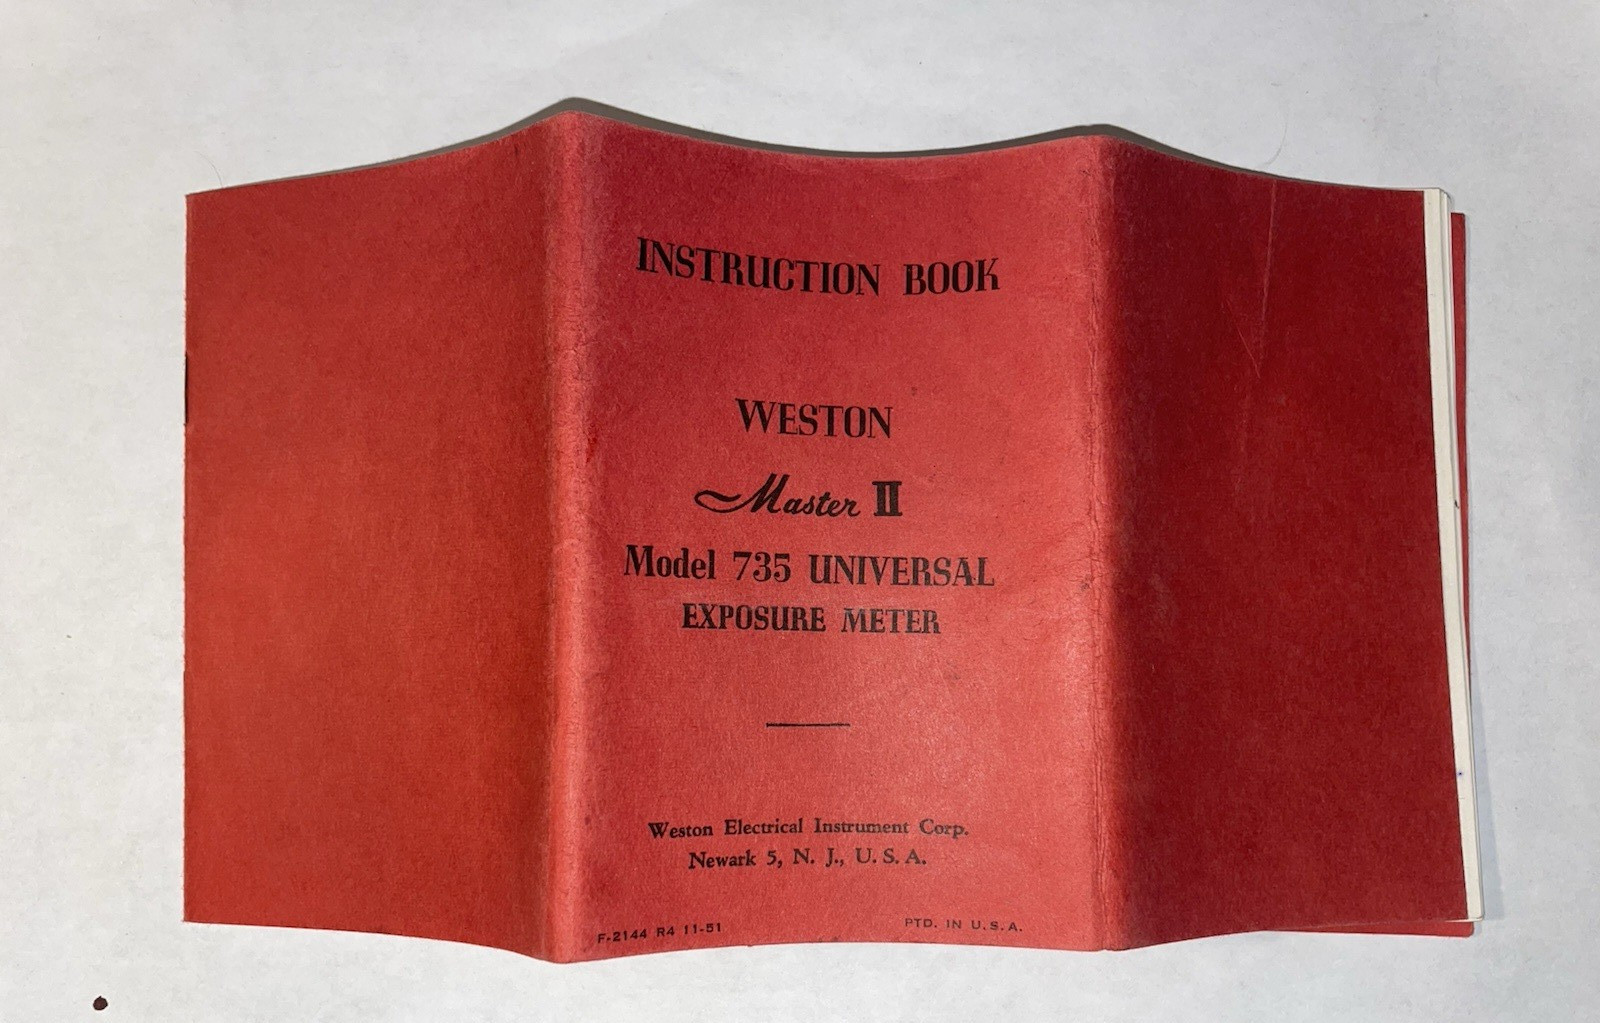 INSTRUCTION BOOK
WESTON
Master II
Model 735 UNIVERSAL
EXPOSURE METER
Weston Electrical Instrument Corp.
Newark 5, N. J., U. S. A.
F-2144 R4 11-51
PTD. IN U.S.A.